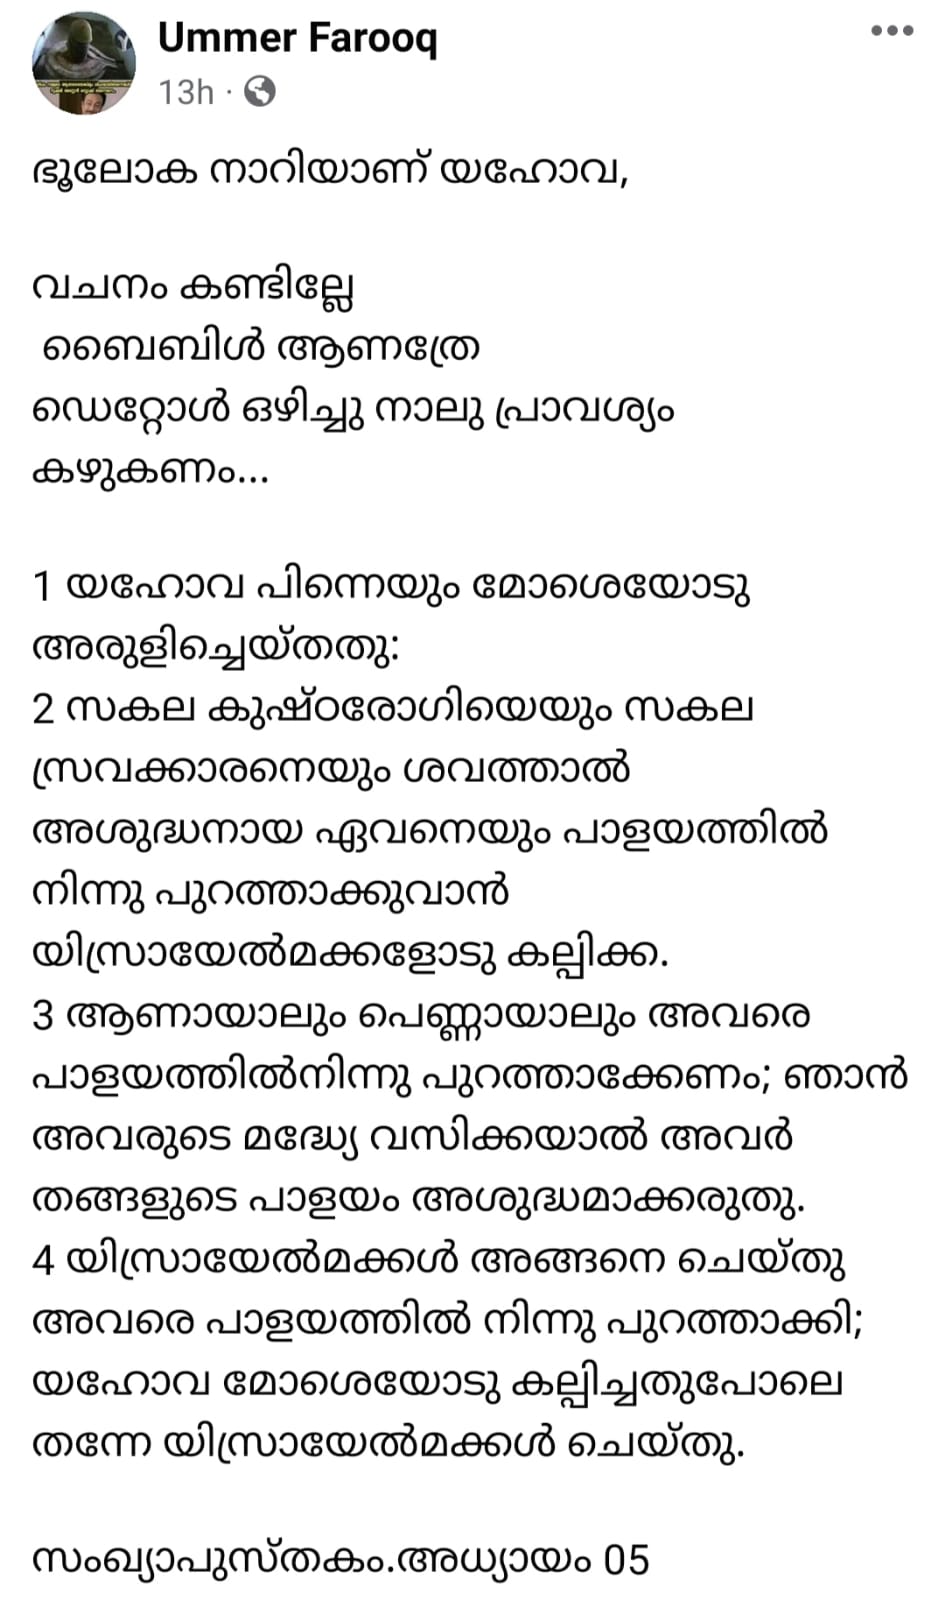 Ummer Farooq
13h ·
ഭൂലോക നാറിയാണ് യഹോവ,
വചനം കണ്ടില്ലേ
ബൈബിൾ ആണത്രേ
ഡെറ്റോൾ ഒഴിച്ചു നാലു പ്രാവശ്യം
കഴുകണം...
1 യഹോവ പിന്നെയും മോശെയോടു
അരുളിച്ചെയ്തതു:
2 സകല കുഷ്ഠരോഗിയെയും സകല
സ്രവക്കാരനെയും ശവത്താൽ
അശുദ്ധനായ ഏവനെയും പാളയത്തിൽ
നിന്നു പുറത്താക്കുവാൻ
യിസ്രായേൽമക്കളോടു കല്പിക്ക.
3 ആണായാലും പെണ്ണായാലും അവരെ
പാളയത്തിൽനിന്നു പുറത്താക്കേണം; ഞാൻ
അവരുടെ മദ്ധ്യേ വസിക്കയാൽ അവർ
തങ്ങളുടെ പാളയം അശുദ്ധമാക്കരുതു.
4 യിസ്രായേൽമക്കൾ അങ്ങനെ ചെയ്തു
അവരെ പാളയത്തിൽ നിന്നു പുറത്താക്കി;
യഹോവ മോശെയോടു കല്പിച്ചതുപോലെ
തന്നേ യിസ്രായേൽമക്കൾ ചെയ്തു.
സംഖ്യാപുസ്തകം.അധ്യായം 05